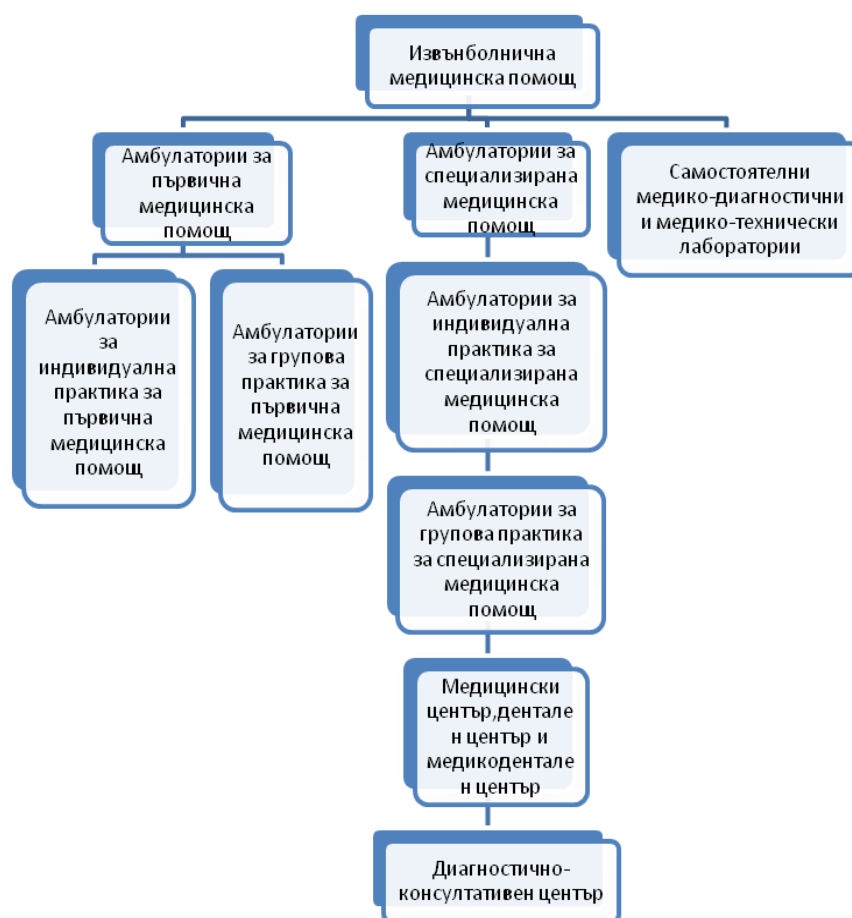 Извънболнична
медицинска помощ
Амбулатории за
първична
медицинска
помощ
Амбулатории за
специализирана
медицинска
помощ
Самостоятелни
медико-диагностични
и медико-технически
лаборатории
Амбулатории
за
индивидуална
практика за
първична
медицинска
помощ
Амбулатории
за групова
практика за
първична
медицинска
помощ
Амбулатории за
индивидуална
практика за
специализирана
медицинска
помощ
Амбулатории за
групова практика
за специализирана
медицинска
помощ
Медицински
център,дентале
н център и
медикодентале
н център
Диагностично-
консултативен център